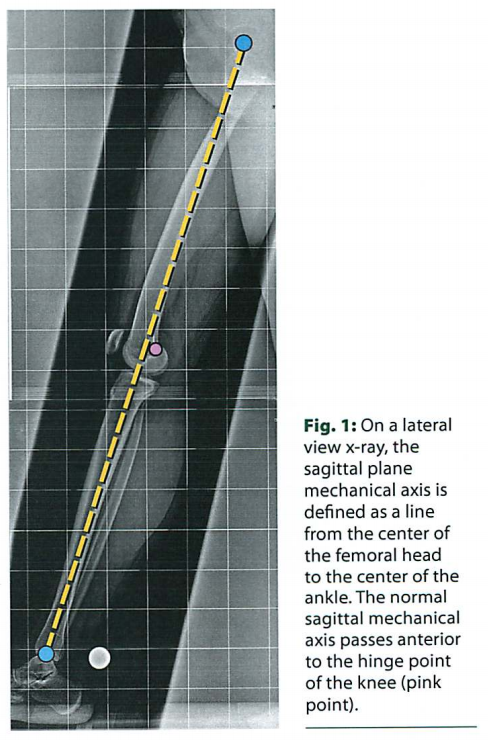 Fig. 1: On a lateral
view x-ray, the
sagittal plane
mechanical axis is
defined as a line
from the center of
the femoral head
to the center of the
ankle. The normal
sagittal mechanical
axis passes anterior
to the hinge point
of the knee (pink
point).